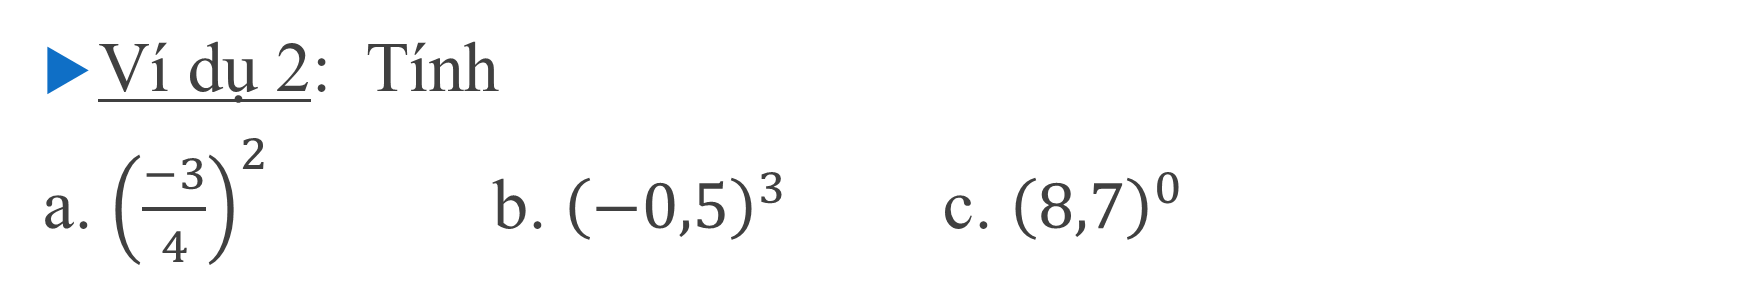 Ví dụ 2: Tính
a. (−3/4)² b. (−0,5)³ c. (8,7)⁰